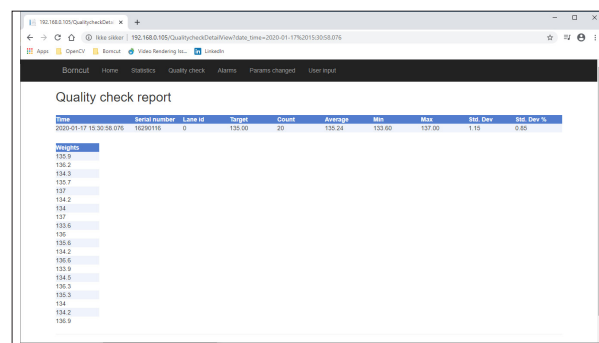 192.168.0.105/QualitycheckDeta
Ikke sikker | 192.168.0.105/QualitycheckDetailView?date_time=2020-01-17%2015:30:58.076
Apps OpenCV Borncut Video Rendering Iss... LinkedIn
Borncut Home Statistics Quality check Alarms Params changed User input
Quality check report
Time Serial number Lane id Target Count Average Min Max Std. Dev Std. Dev %
2020-01-17 15:30:58.076 16290116 0 135.00 20 135.24 133.60 137.00 1.15 0.85
Weights
135.9
136.2
134.3
135.7
137
134.2
134
137
133.6
136
135.6
134.2
136.6
133.9
134.5
136.3
135.3
134
134.2
136.9